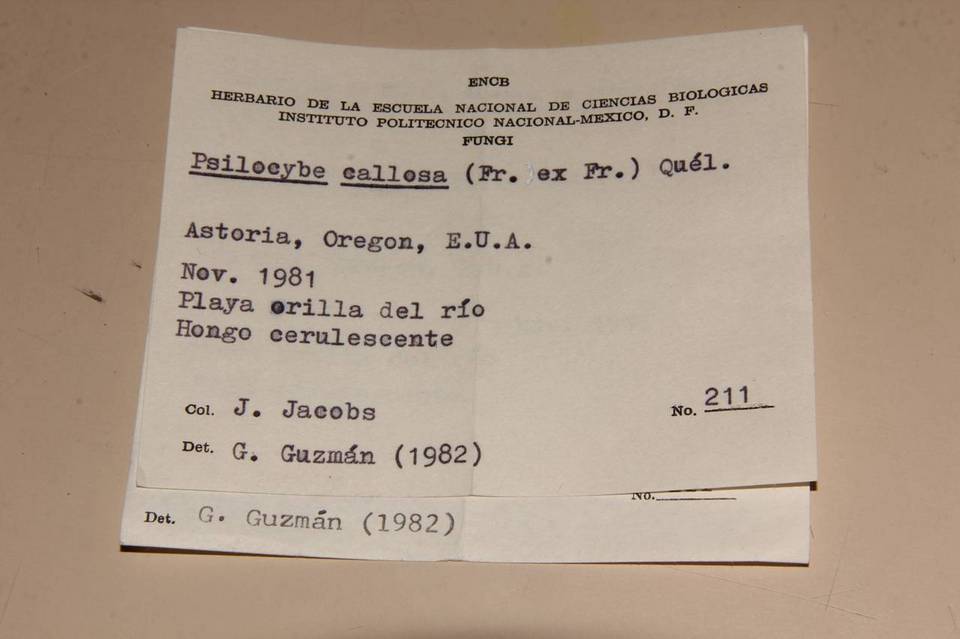 ENCB
HERBARIO DE LA ESCUELA NACIONAL DE CIENCIAS BIOLOGICAS
INSTITUTO POLITECNICO NACIONAL-MEXICO, D. F.
FUNGI
Psilocybe callosa (Fr. ex Fr.) Quél.
Astoria, Oregon, E.U.A.
Nov. 1981
Playa orilla del río
Hongo cerulescente
Col. J. Jacobs No. 211
Det. G. Guzmán (1982)
No.
Det. G. Guzmán (1982)